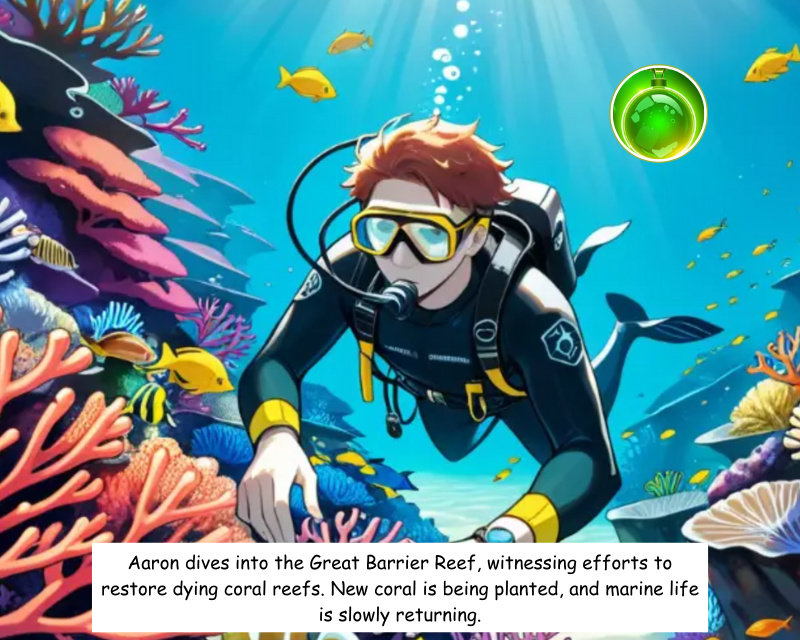 Aaron dives into the Great Barrier Reef, witnessing efforts to
restore dying coral reefs. New coral is being planted, and marine life
is slowly returning.